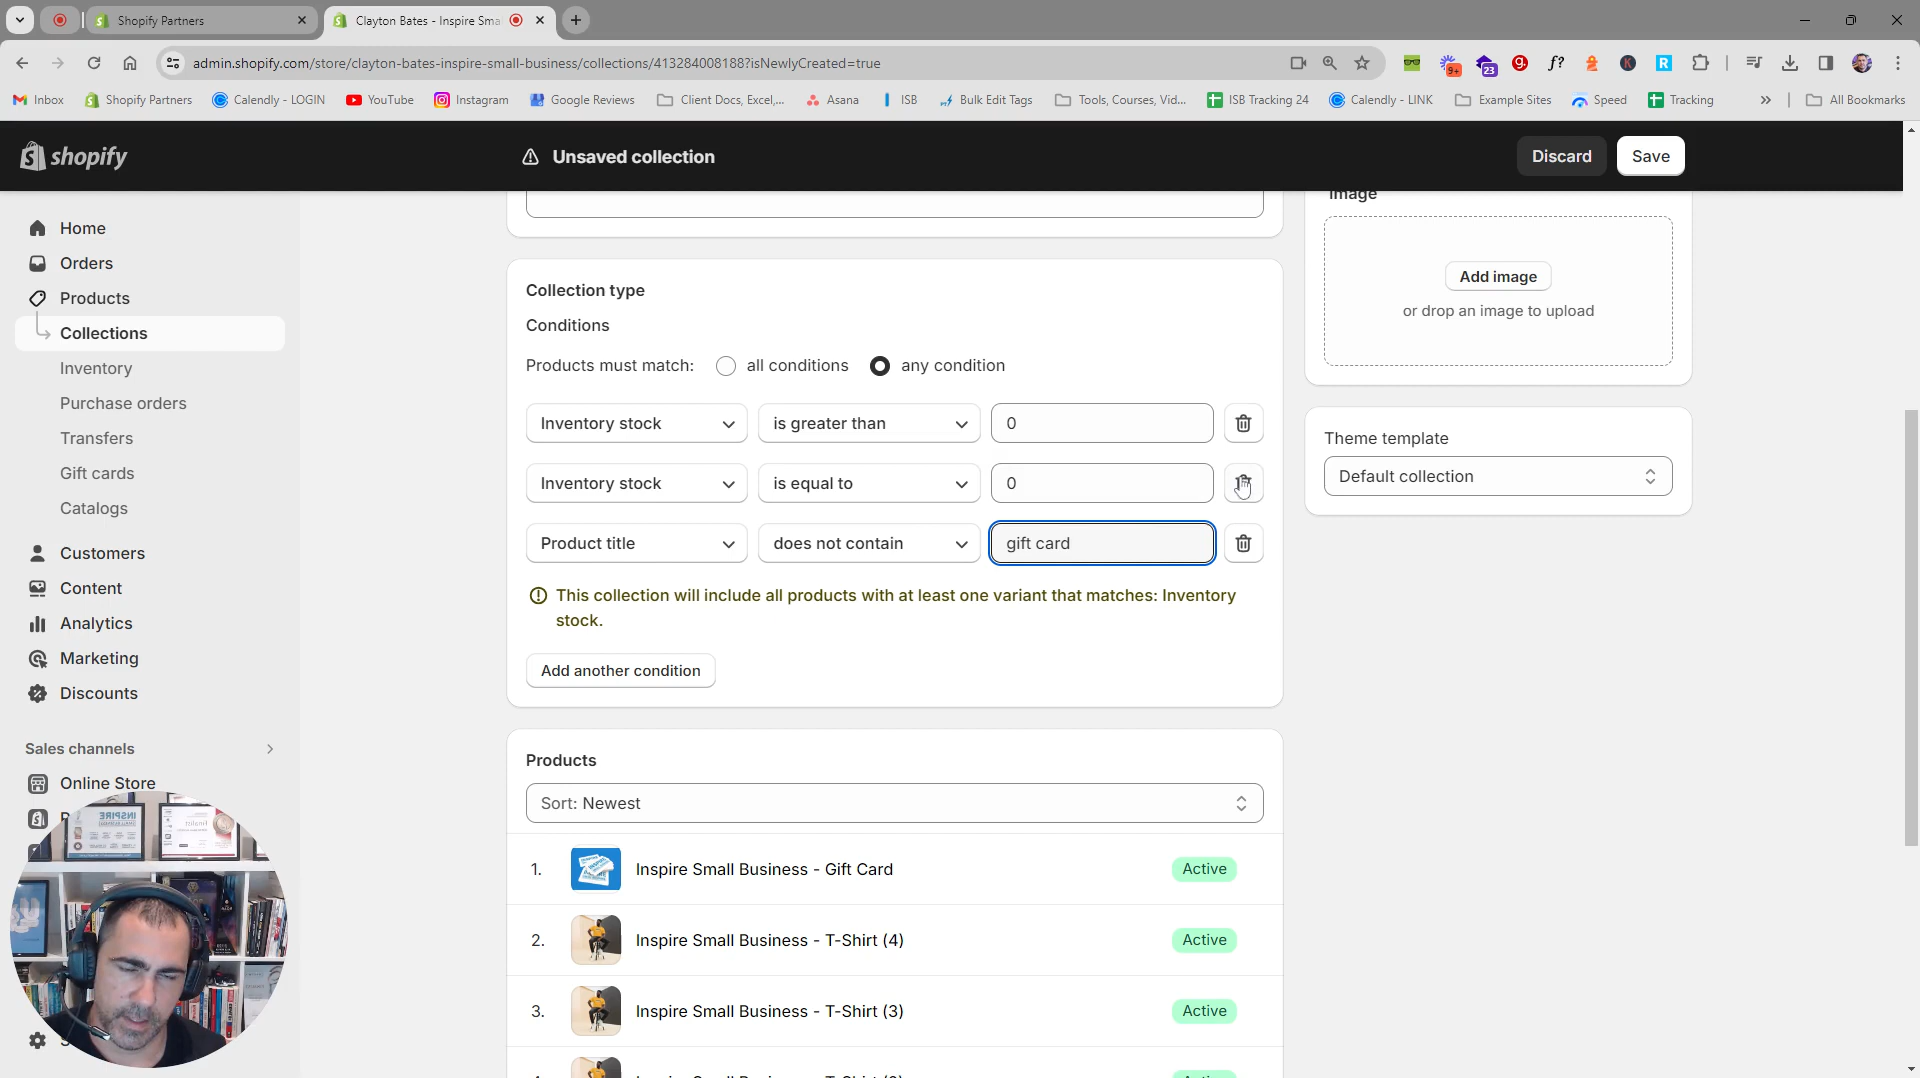 Shopify Partners
Clayton Bates - Inspire Sma
admin.shopify.com/store/clayton-bates-inspire-small-business/collections/413284008188?isNewlyCreated=true
9+
23
Inbox
Shopify Partners
Calendly - LOGIN
YouTube
Instagram
Google Reviews
Client Docs, Excel,...
Asana
ISB
Bulk Edit Tags
Tools, Courses, Vid...
ISB Tracking 24
Calendly - LINK
Example Sites
Speed
Tracking
All Bookmarks
shopify
Unsaved collection
Discard
Save
Home
Orders
Products
Collections
Inventory
Purchase orders
Transfers
Gift cards
Catalogs
Customers
Content
Analytics
Marketing
Discounts
Sales channels
Online Store
Collection type
Conditions
Products must match:
all conditions
any condition
Inventory stock
is greater than
0
Inventory stock
is equal to
0
Product title
does not contain
gift card
This collection will include all products with at least one variant that matches: Inventory
stock.
Add another condition
Products
Sort: Newest
1.
Inspire Small Business - Gift Card
Active
2.
Inspire Small Business - T-Shirt (4)
Active
3.
Inspire Small Business - T-Shirt (3)
Active
Image
Add image
or drop an image to upload
Theme template
Default collection